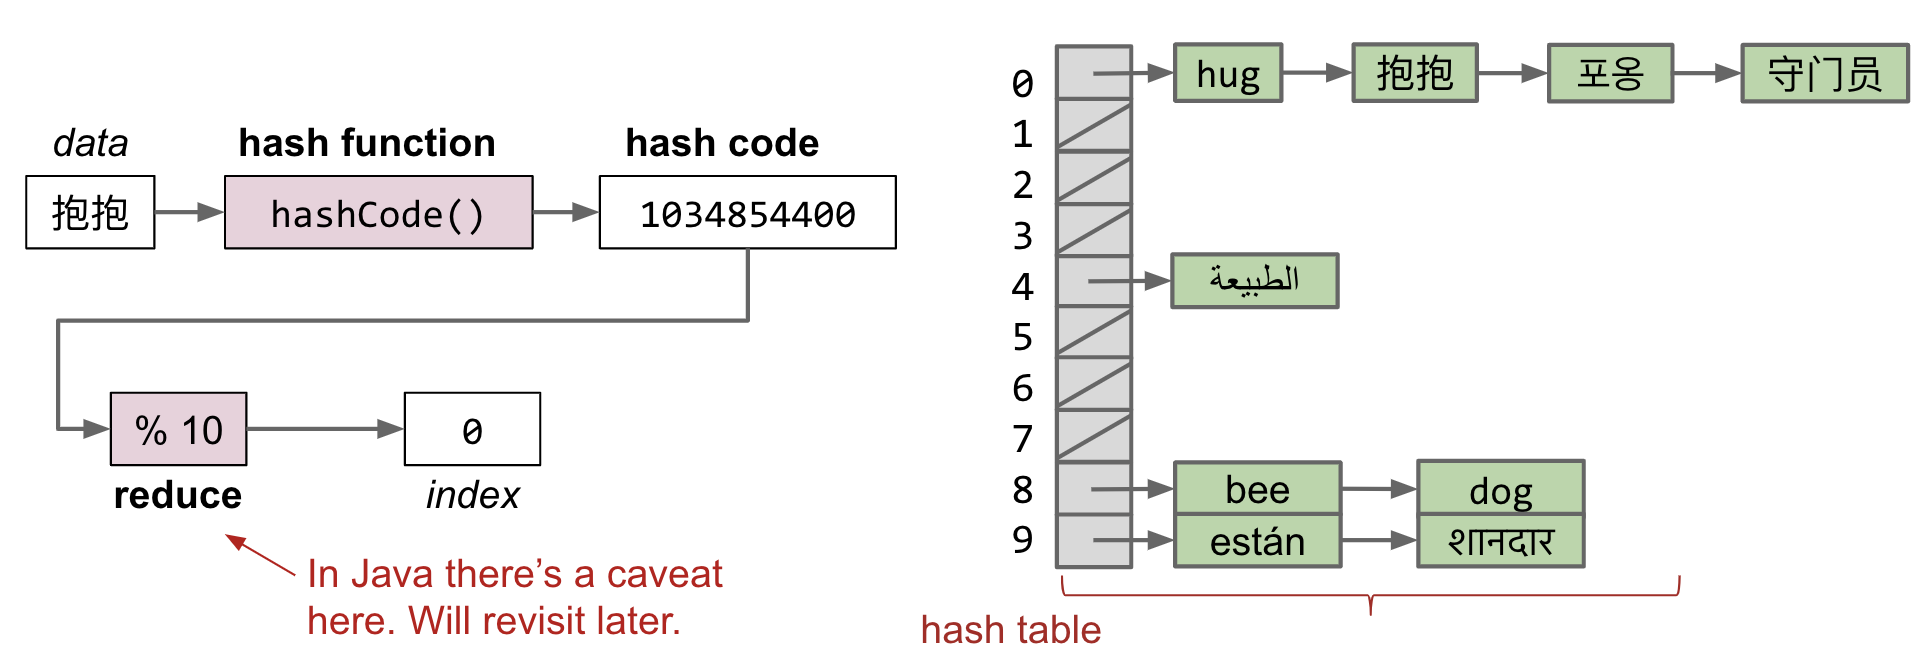 data
hash function
hash code
抱抱
hashCode()
1034854400
% 10
0
reduce
index
In Java there's a caveat
here. Will revisit later.
0
hug
抱抱
포옹
守门员
1
2
3
4
الطبيعة
5
6
7
8
bee
dog
9
están
शानदार
hash table